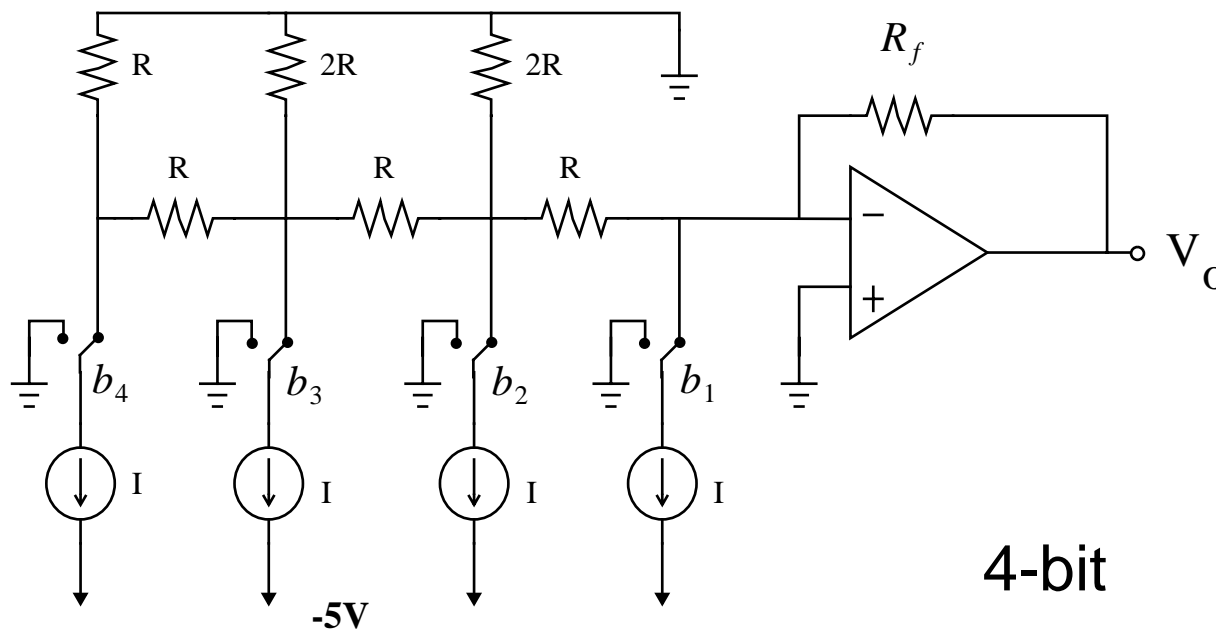 R 2R 2R R_f
R R R
− +
V_o
b_4 b_3 b_2 b_1
I I I I
-5V
4-bit